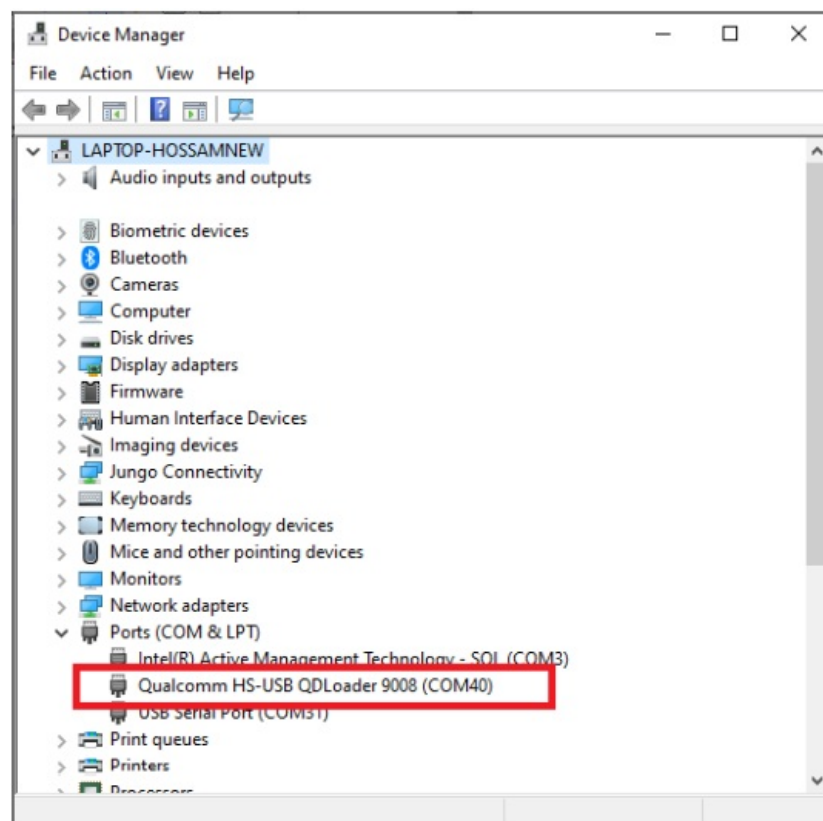 Device Manager
File Action View Help
LAPTOP-HOSSAMNEW
Audio inputs and outputs
Biometric devices
Bluetooth
Cameras
Computer
Disk drives
Display adapters
Firmware
Human Interface Devices
Imaging devices
Jungo Connectivity
Keyboards
Memory technology devices
Mice and other pointing devices
Monitors
Network adapters
Ports (COM & LPT)
Intel(R) Active Management Technology - SOL (COM3)
Qualcomm HS-USB QDLoader 9008 (COM40)
USB Serial Port (COM31)
Print queues
Printers
Processors